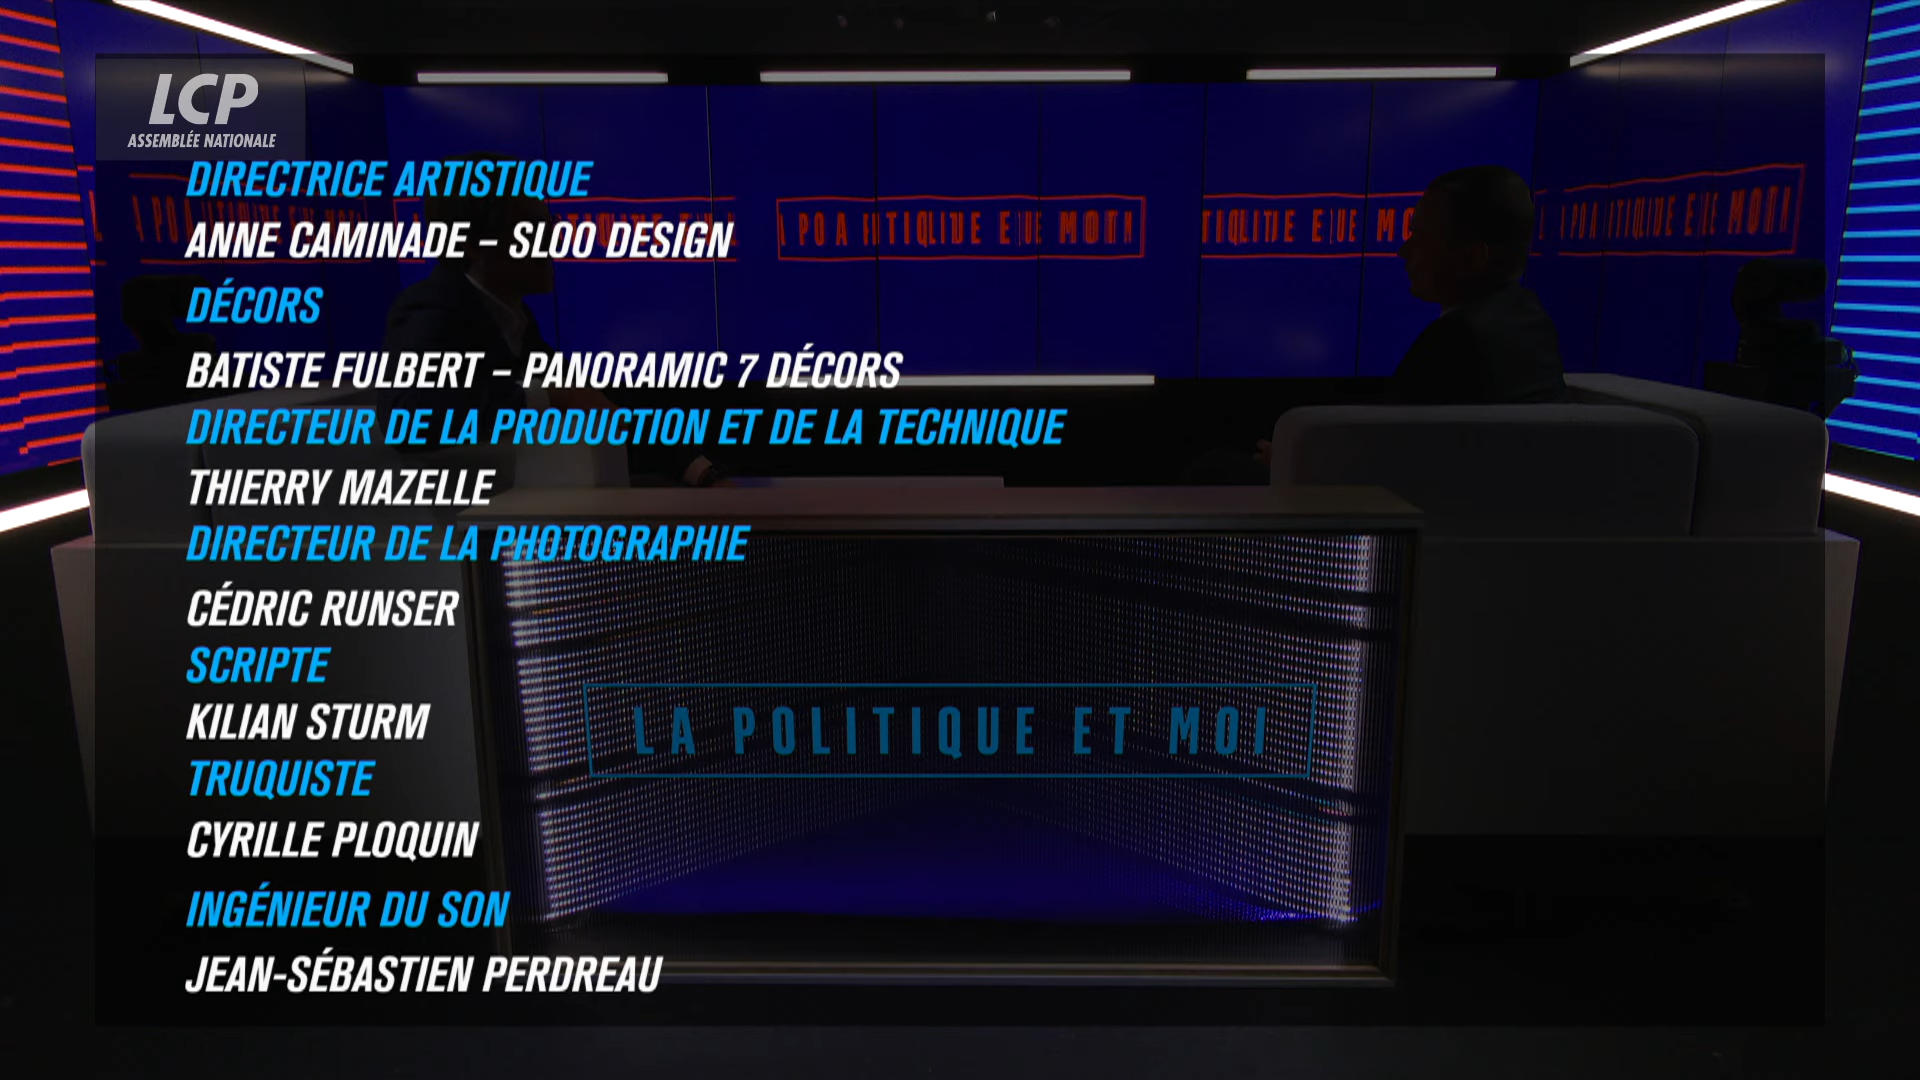 LCP
ASSEMBLÉE NATIONALE
DIRECTRICE ARTISTIQUE
ANNE CAMINADE – SLOO DESIGN
DÉCORS
BATISTE FULBERT – PANORAMIC 7 DÉCORS
DIRECTEUR DE LA PRODUCTION ET DE LA TECHNIQUE
THIERRY MAZELLE
DIRECTEUR DE LA PHOTOGRAPHIE
CÉDRIC RUNSER
SCRIPTE
KILIAN STURM
TRUQUISTE
CYRILLE PLOQUIN
INGÉNIEUR DU SON
JEAN-SÉBASTIEN PERDREAU
LA POLITIQUE ET MOI